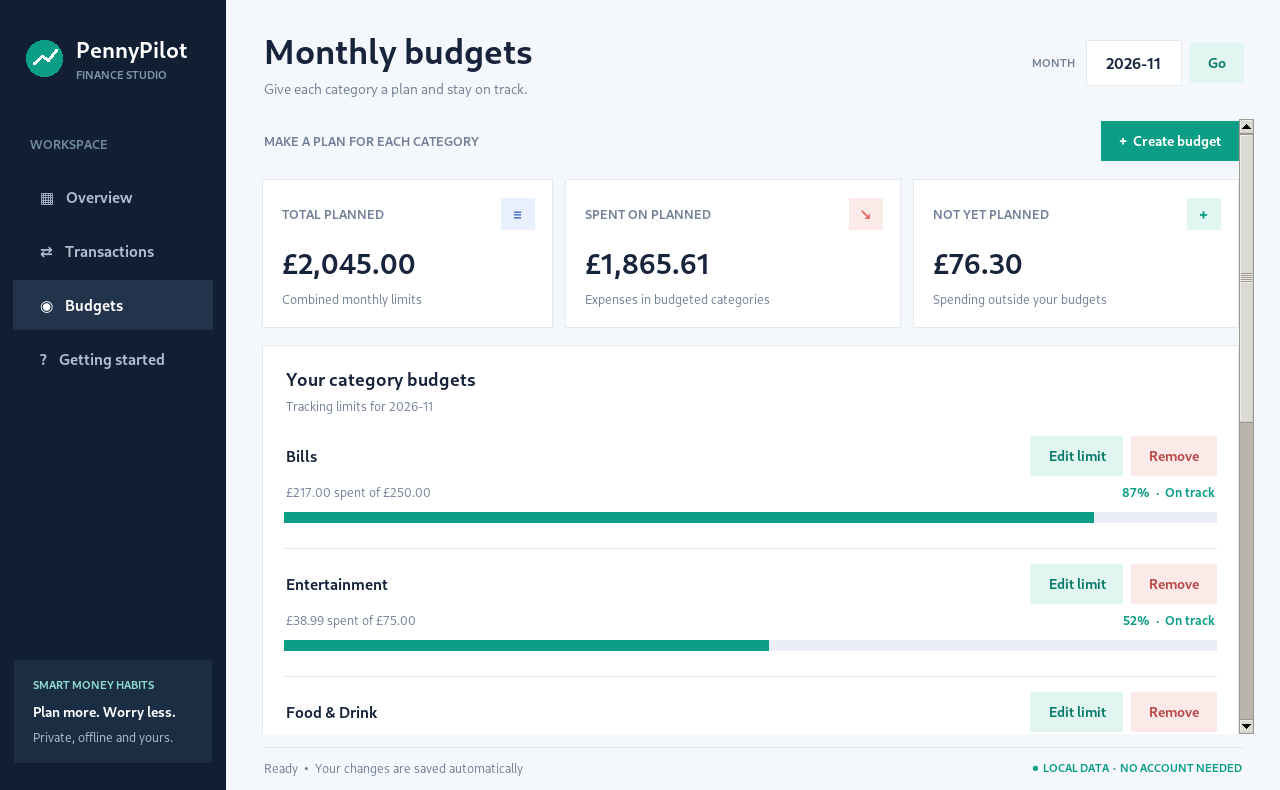 PennyPilot
FINANCE STUDIO
WORKSPACE
▦ Overview
⇄ Transactions
◉ Budgets
? Getting started
SMART MONEY HABITS
Plan more. Worry less.
Private, offline and yours.
Monthly budgets
Give each category a plan and stay on track.
MONTH 2026-11 Go
MAKE A PLAN FOR EACH CATEGORY
+ Create budget
TOTAL PLANNED ≡
£2,045.00
Combined monthly limits
SPENT ON PLANNED ↘
£1,865.61
Expenses in budgeted categories
NOT YET PLANNED +
£76.30
Spending outside your budgets
Your category budgets
Tracking limits for 2026-11
Bills Edit limit Remove
£217.00 spent of £250.00 87% · On track
Entertainment Edit limit Remove
£38.99 spent of £75.00 52% · On track
Food & Drink Edit limit Remove
Ready • Your changes are saved automatically
● LOCAL DATA · NO ACCOUNT NEEDED